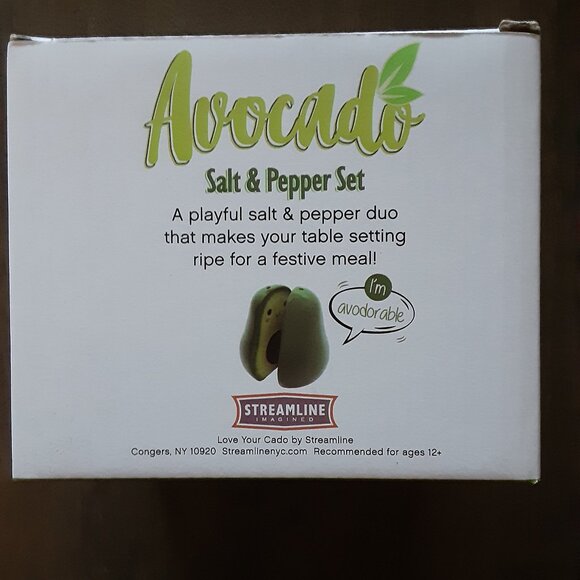 Avocado
Salt & Pepper Set
A playful salt & pepper duo
that makes your table setting
ripe for a festive meal!
I'm
avodorable
STREAMLINE
IMAGINED
Love Your Cado by Streamline
Congers, NY 10920 Streamlinenyc.com Recommended for ages 12+